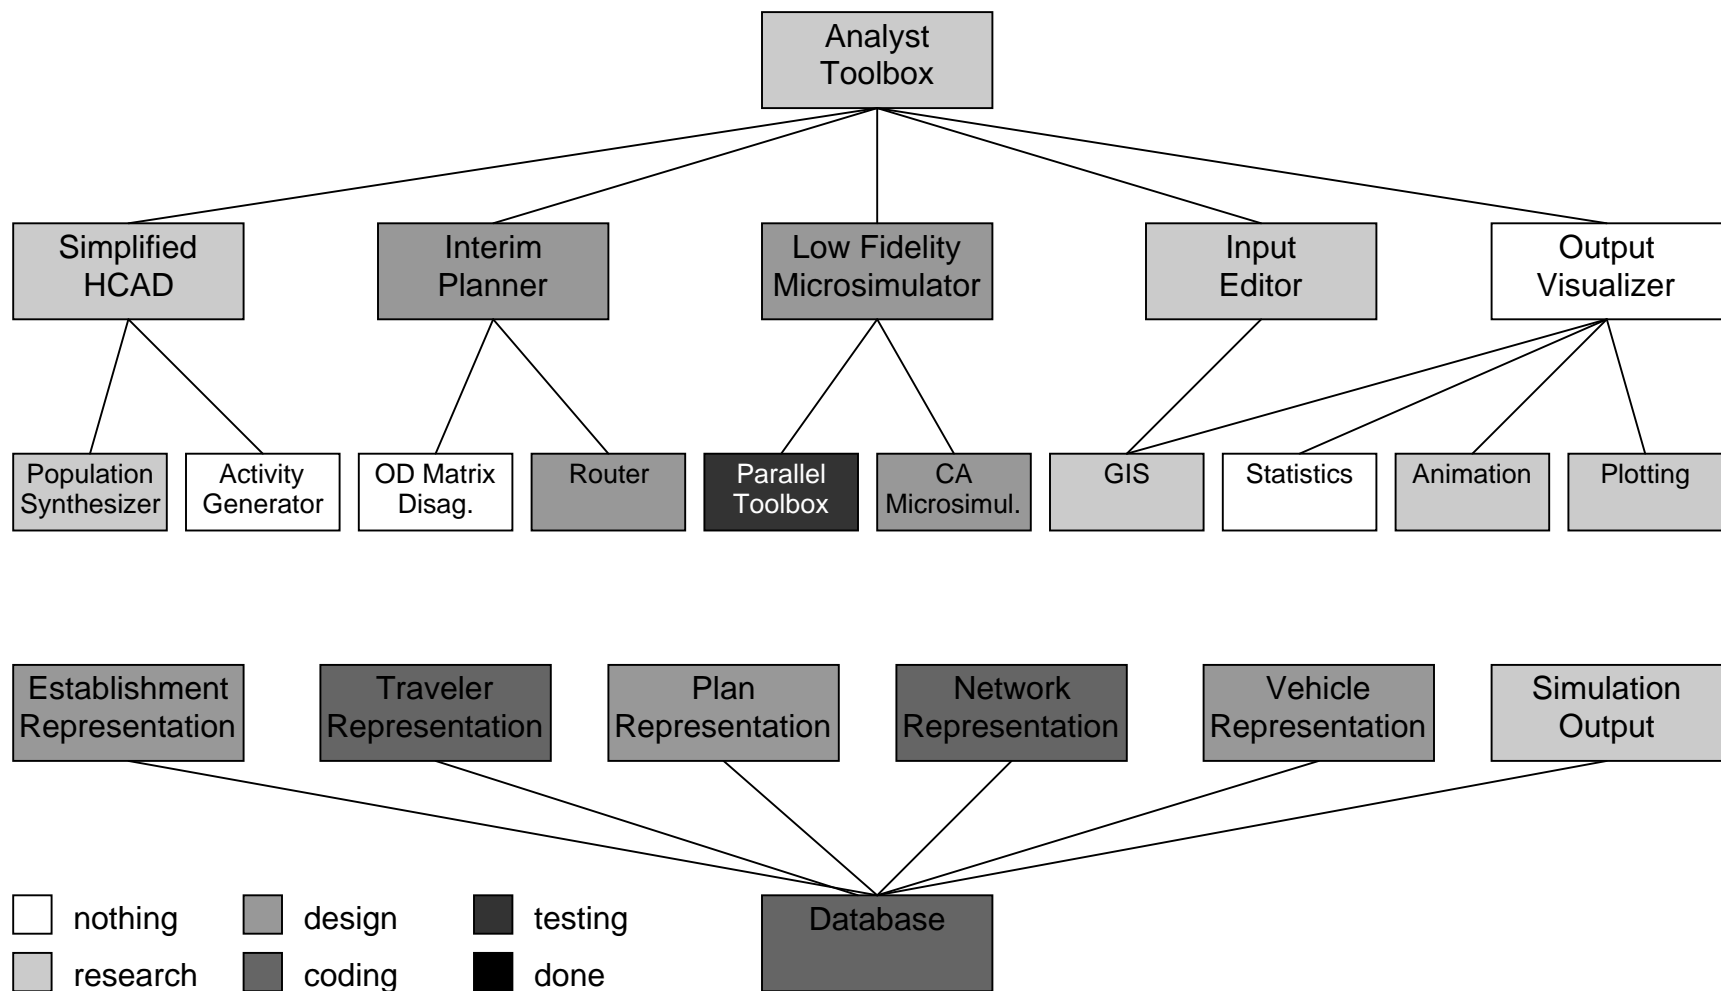 Analyst
Toolbox
Simplified
HCAD
Interim
Planner
Low Fidelity
Microsimulator
Input
Editor
Output
Visualizer
Population
Synthesizer
Activity
Generator
OD Matrix
Disag.
Router
Parallel
Toolbox
CA
Microsimul.
GIS
Statistics
Animation
Plotting
Establishment
Representation
Traveler
Representation
Plan
Representation
Network
Representation
Vehicle
Representation
Simulation
Output
Database
nothing
design
testing
research
coding
done